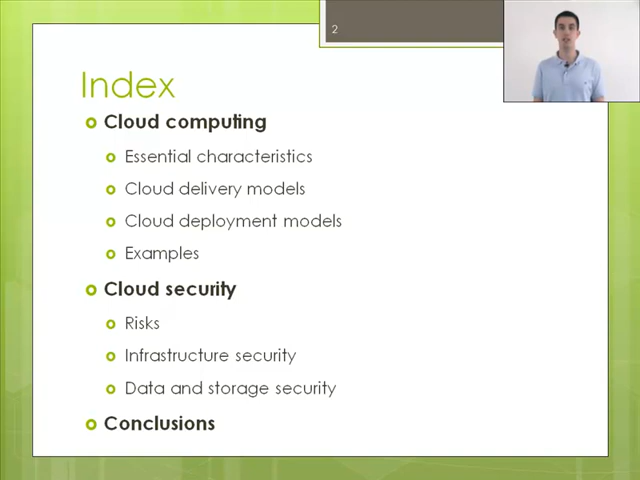 2
Index
Cloud computing
Essential characteristics
Cloud delivery models
Cloud deployment models
Examples
Cloud security
Risks
Infrastructure security
Data and storage security
Conclusions